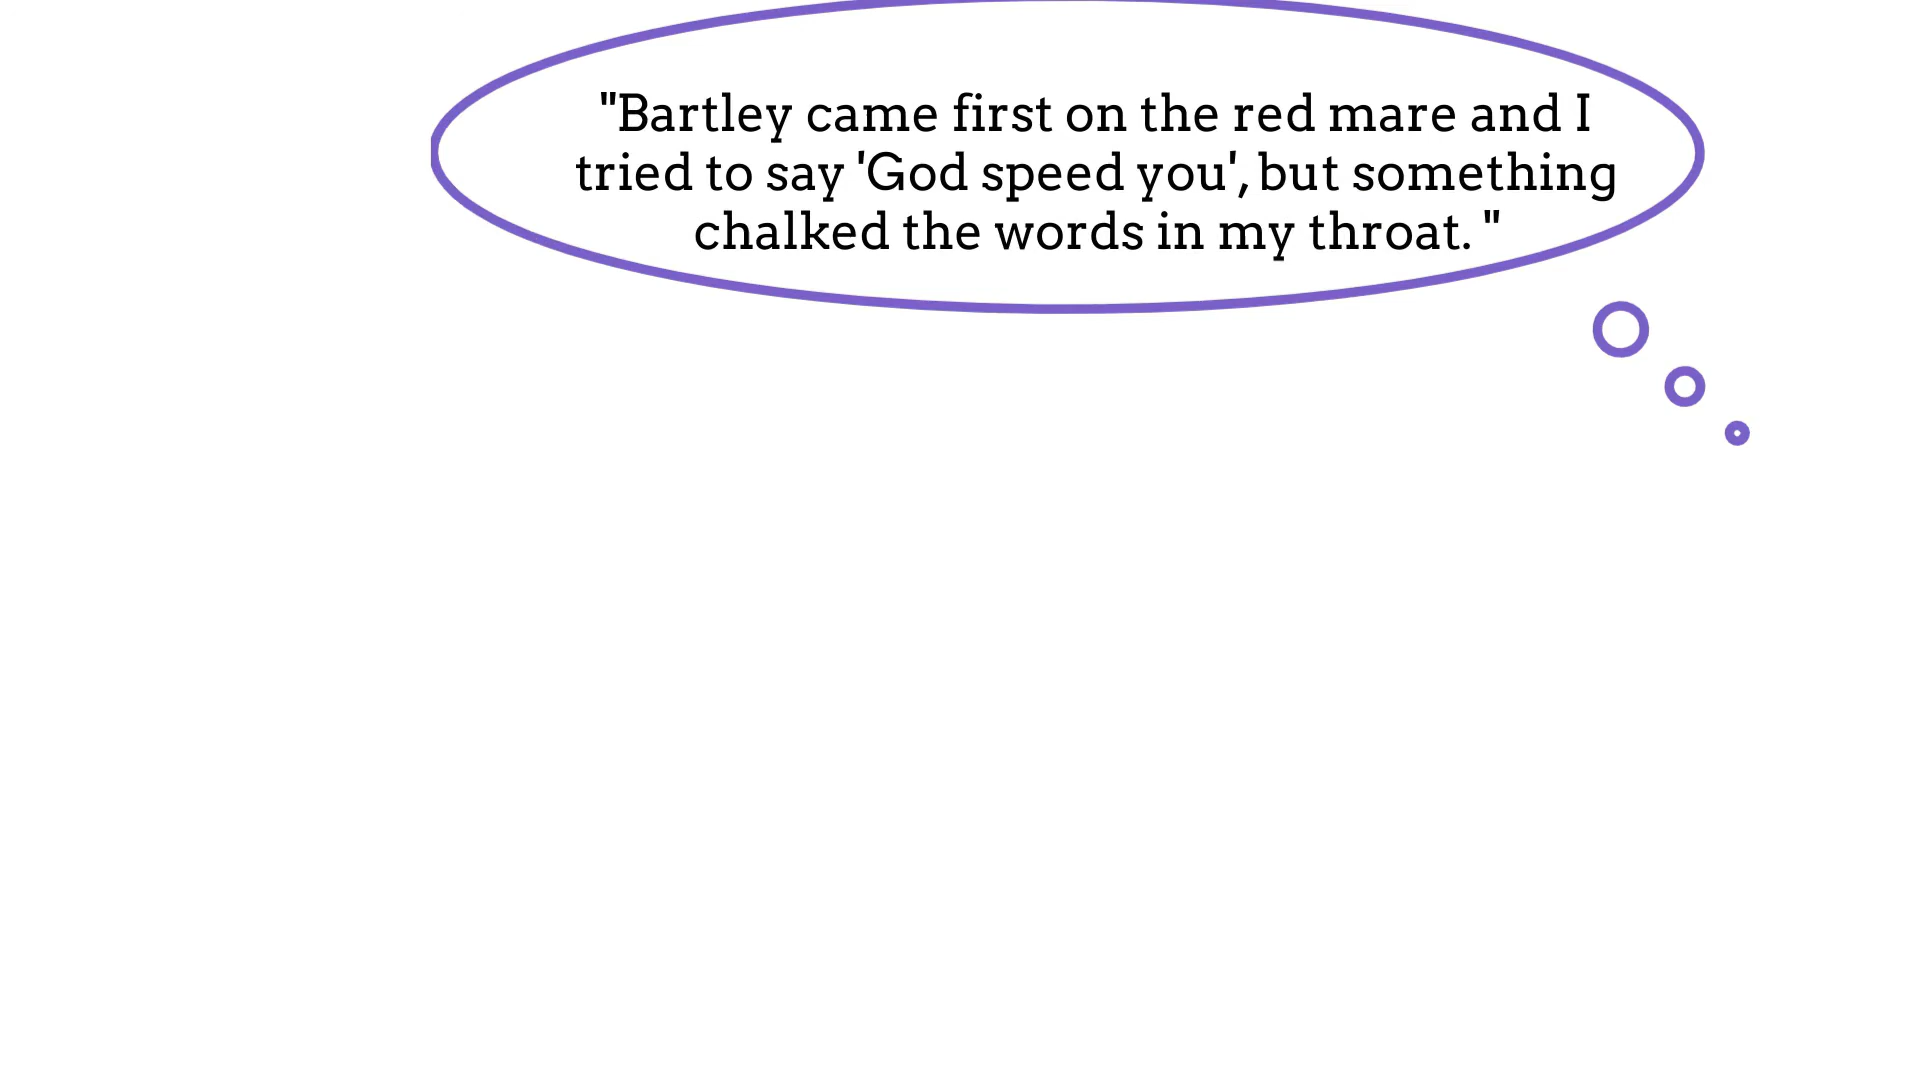 "Bartley came first on the red mare and I
tried to say 'God speed you', but something
chalked the words in my throat. "